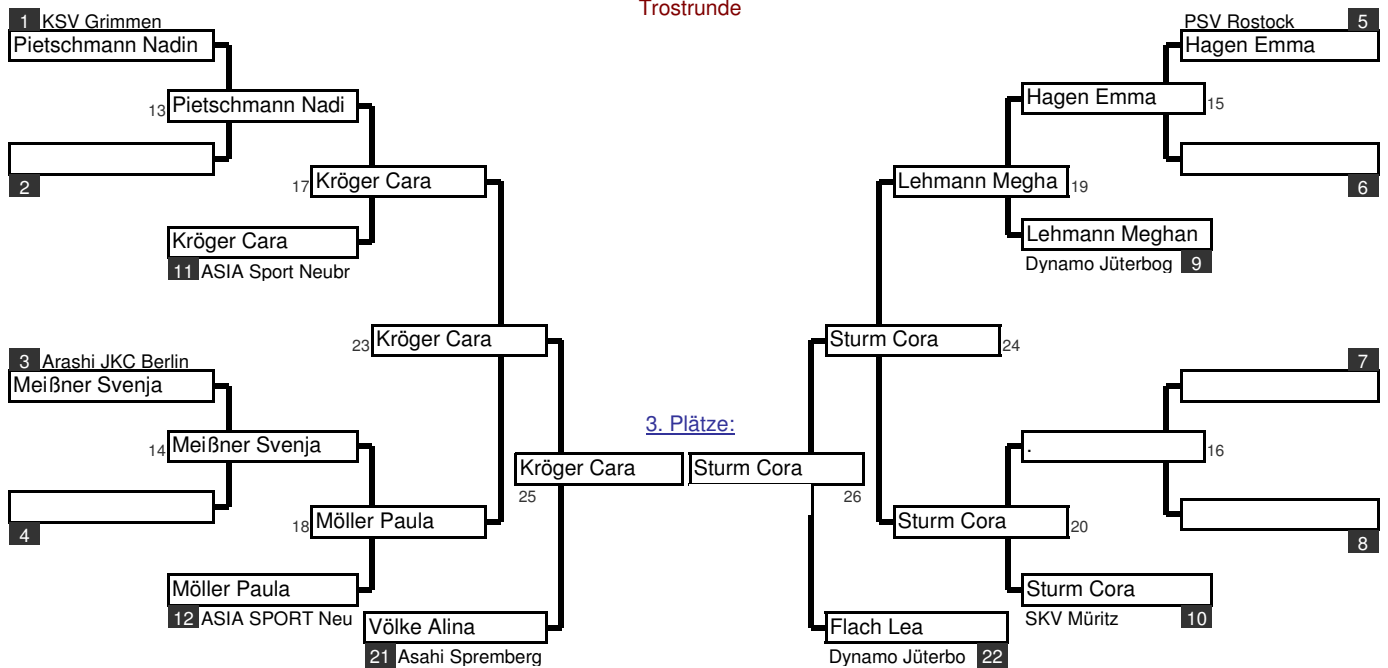 Trostrunde
1 KSV Grimmen
Pietschmann Nadin
13 Pietschmann Nadi
2
17 Kröger Cara
Kröger Cara
11 ASIA Sport Neubr
23 Kröger Cara
3 Arashi JKC Berlin
Meißner Svenja
14 Meißner Svenja
4
18 Möller Paula
Möller Paula
12 ASIA SPORT Neu
Völke Alina
21 Asahi Spremberg
3. Plätze:
Kröger Cara
25
Sturm Cora
26
PSV Rostock 5
Hagen Emma
Hagen Emma 15
6
Lehmann Megha 19
Lehmann Meghan
Dynamo Jüterbog 9
Sturm Cora 24
7
. 16
8
Sturm Cora 20
Sturm Cora
SKV Müritz 10
Flach Lea
Dynamo Jüterbo 22